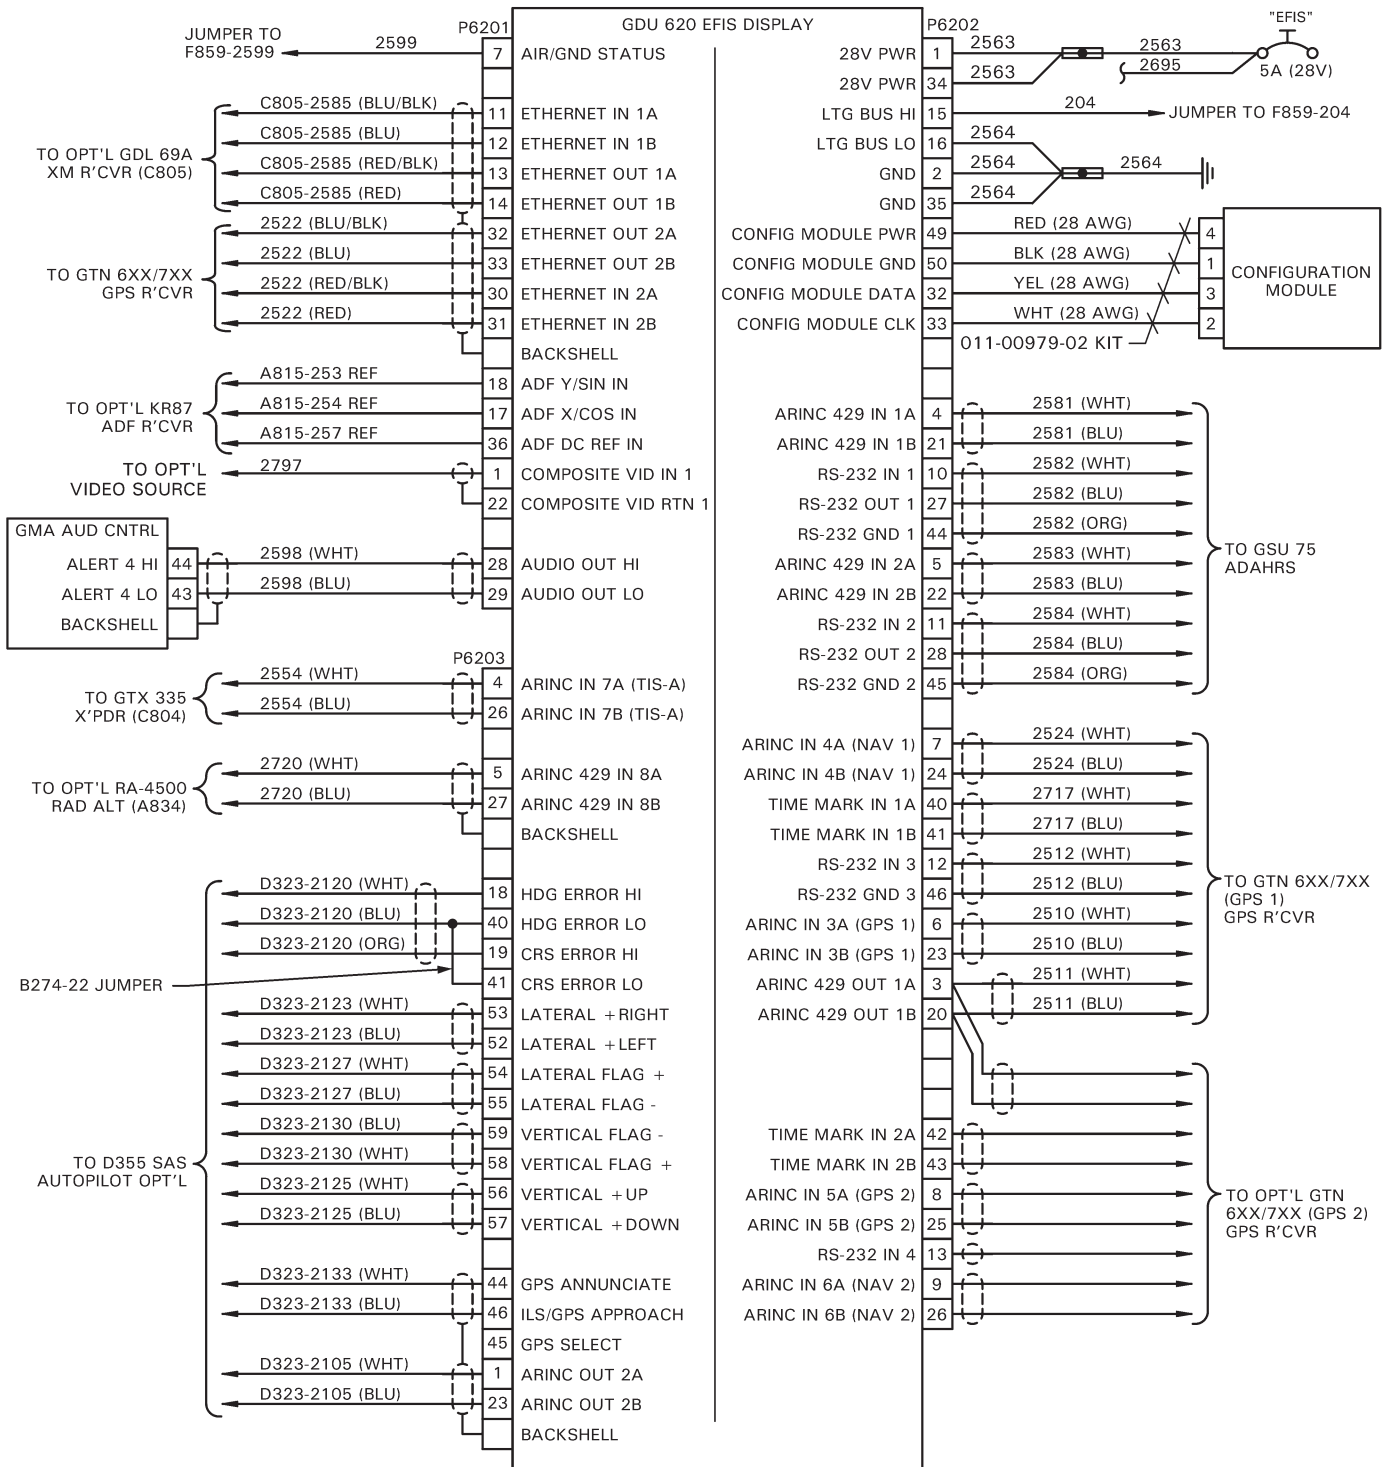 GDU 620 EFIS DISPLAY
P6201
JUMPER TO
F859-2599
2599
7 AIR/GND STATUS
TO OPT'L GDL 69A
XM R'CVR (C805)
C805-2585 (BLU/BLK) 11 ETHERNET IN 1A
C805-2585 (BLU) 12 ETHERNET IN 1B
C805-2585 (RED/BLK) 13 ETHERNET OUT 1A
C805-2585 (RED) 14 ETHERNET OUT 1B
TO GTN 6XX/7XX
GPS R'CVR
2522 (BLU/BLK) 32 ETHERNET OUT 2A
2522 (BLU) 33 ETHERNET OUT 2B
2522 (RED/BLK) 30 ETHERNET IN 2A
2522 (RED) 31 ETHERNET IN 2B
BACKSHELL
TO OPT'L KR87
ADF R'CVR
A815-253 REF 18 ADF Y/SIN IN
A815-254 REF 17 ADF X/COS IN
A815-257 REF 36 ADF DC REF IN
TO OPT'L
VIDEO SOURCE
2797 1 COMPOSITE VID IN 1
22 COMPOSITE VID RTN 1
GMA AUD CNTRL
ALERT 4 HI 44 2598 (WHT) 28 AUDIO OUT HI
ALERT 4 LO 43 2598 (BLU) 29 AUDIO OUT LO
BACKSHELL
P6203
TO GTX 335
X'PDR (C804)
2554 (WHT) 4 ARINC IN 7A (TIS-A)
2554 (BLU) 26 ARINC IN 7B (TIS-A)
TO OPT'L RA-4500
RAD ALT (A834)
2720 (WHT) 5 ARINC 429 IN 8A
2720 (BLU) 27 ARINC 429 IN 8B
BACKSHELL
D323-2120 (WHT) 18 HDG ERROR HI
D323-2120 (BLU) 40 HDG ERROR LO
D323-2120 (ORG) 19 CRS ERROR HI
B274-22 JUMPER
41 CRS ERROR LO
D323-2123 (WHT) 53 LATERAL +RIGHT
D323-2123 (BLU) 52 LATERAL +LEFT
D323-2127 (WHT) 54 LATERAL FLAG +
D323-2127 (BLU) 55 LATERAL FLAG -
D323-2130 (BLU) 59 VERTICAL FLAG -
D323-2130 (WHT) 58 VERTICAL FLAG +
TO D355 SAS
AUTOPILOT OPT'L
D323-2125 (WHT) 56 VERTICAL +UP
D323-2125 (BLU) 57 VERTICAL +DOWN
D323-2133 (WHT) 44 GPS ANNUNCIATE
D323-2133 (BLU) 46 ILS/GPS APPROACH
45 GPS SELECT
D323-2105 (WHT) 1 ARINC OUT 2A
D323-2105 (BLU) 23 ARINC OUT 2B
BACKSHELL
P6202
"EFIS"
5A (28V)
28V PWR 1 2563 2563
2695
28V PWR 34 2563
LTG BUS HI 15 204 JUMPER TO F859-204
LTG BUS LO 16 2564
GND 2 2564 2564
GND 35 2564
CONFIG MODULE PWR 49 RED (28 AWG) 4
CONFIG MODULE GND 50 BLK (28 AWG) 1
CONFIG MODULE DATA 32 YEL (28 AWG) 3
CONFIG MODULE CLK 33 WHT (28 AWG) 2
CONFIGURATION
MODULE
011-00979-02 KIT
ARINC 429 IN 1A 4 2581 (WHT)
ARINC 429 IN 1B 21 2581 (BLU)
RS-232 IN 1 10 2582 (WHT)
RS-232 OUT 1 27 2582 (BLU)
RS-232 GND 1 44 2582 (ORG)
ARINC 429 IN 2A 5 2583 (WHT)
ARINC 429 IN 2B 22 2583 (BLU)
RS-232 IN 2 11 2584 (WHT)
RS-232 OUT 2 28 2584 (BLU)
RS-232 GND 2 45 2584 (ORG)
TO GSU 75
ADAHRS
ARINC IN 4A (NAV 1) 7 2524 (WHT)
ARINC IN 4B (NAV 1) 24 2524 (BLU)
TIME MARK IN 1A 40 2717 (WHT)
TIME MARK IN 1B 41 2717 (BLU)
RS-232 IN 3 12 2512 (WHT)
RS-232 GND 3 46 2512 (BLU)
ARINC IN 3A (GPS 1) 6 2510 (WHT)
ARINC IN 3B (GPS 1) 23 2510 (BLU)
ARINC 429 OUT 1A 3 2511 (WHT)
ARINC 429 OUT 1B 20 2511 (BLU)
TO GTN 6XX/7XX
(GPS 1)
GPS R'CVR
TIME MARK IN 2A 42
TIME MARK IN 2B 43
ARINC IN 5A (GPS 2) 8
ARINC IN 5B (GPS 2) 25
RS-232 IN 4 13
ARINC IN 6A (NAV 2) 9
ARINC IN 6B (NAV 2) 26
TO OPT'L GTN
6XX/7XX (GPS 2)
GPS R'CVR